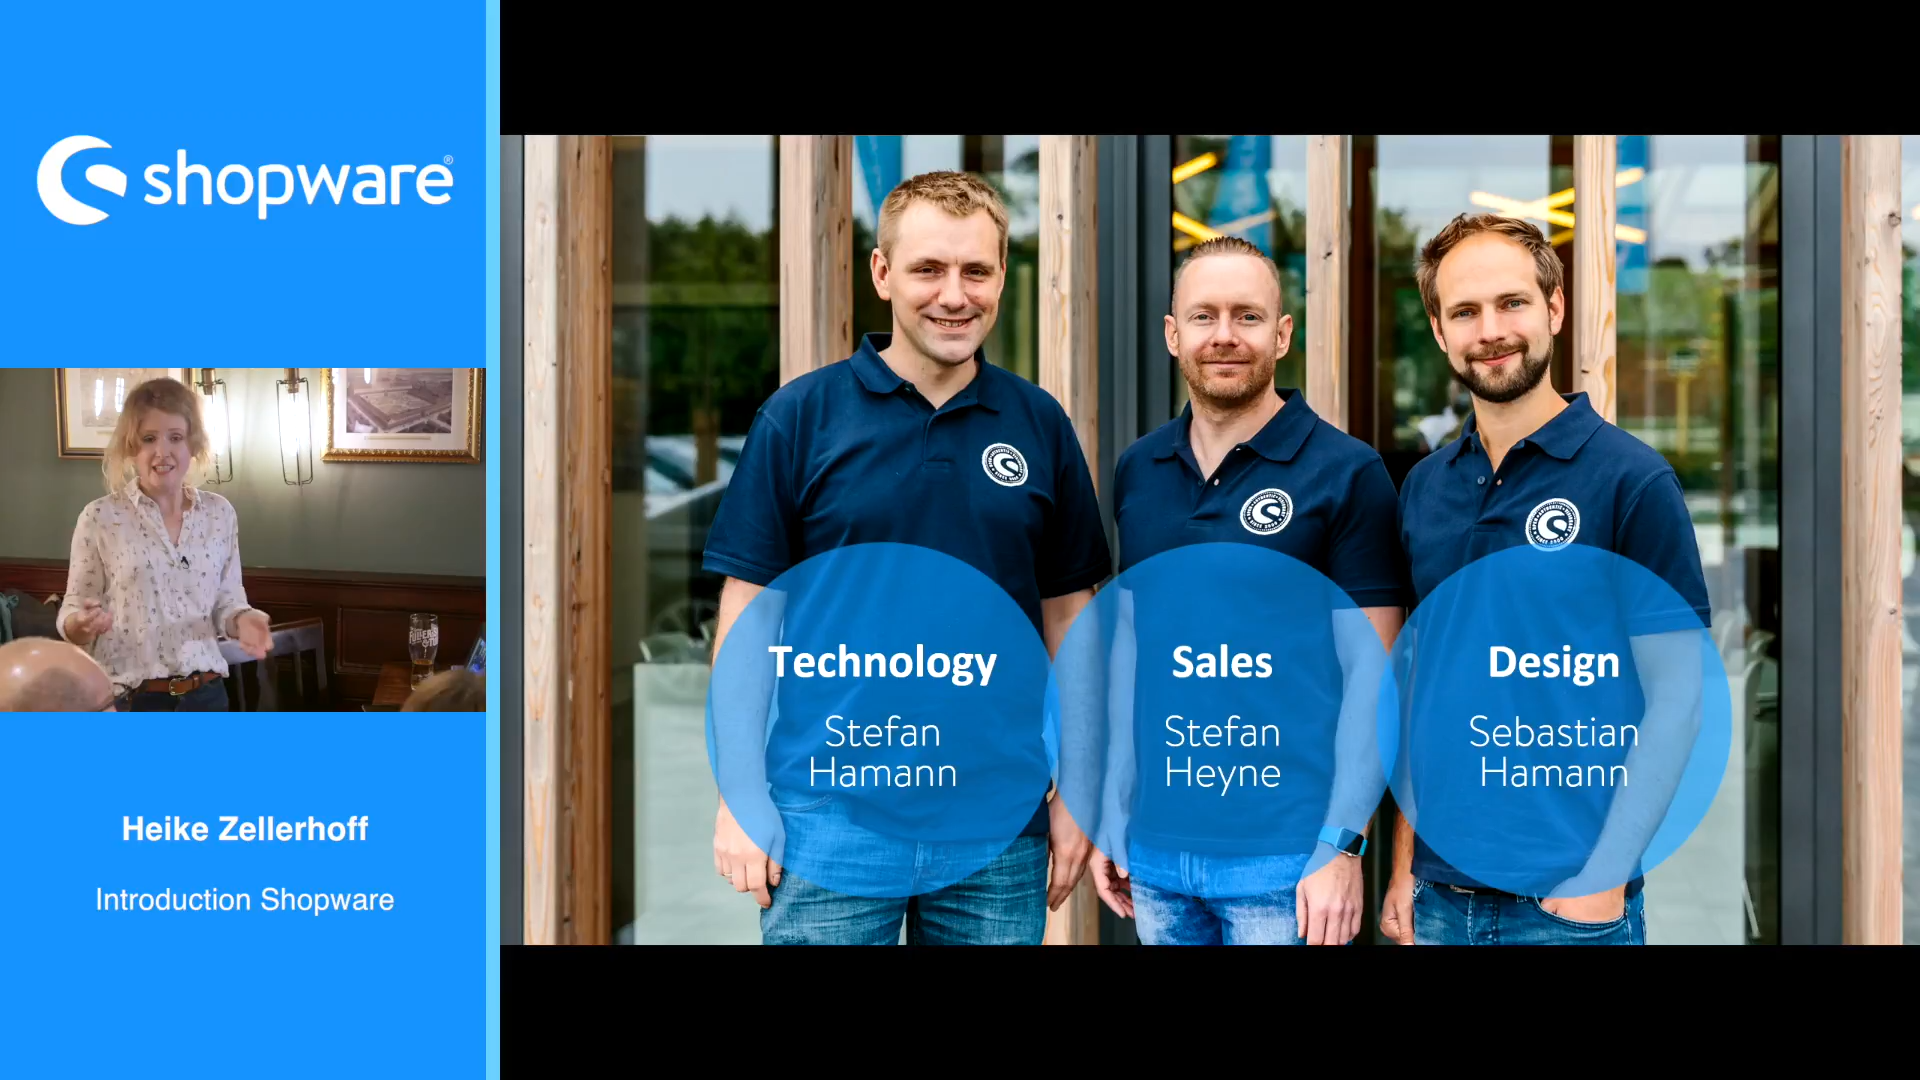 shopware®
Heike Zellerhoff
Introduction Shopware
Technology
Stefan
Hamann
Sales
Stefan
Heyne
Design
Sebastian
Hamann